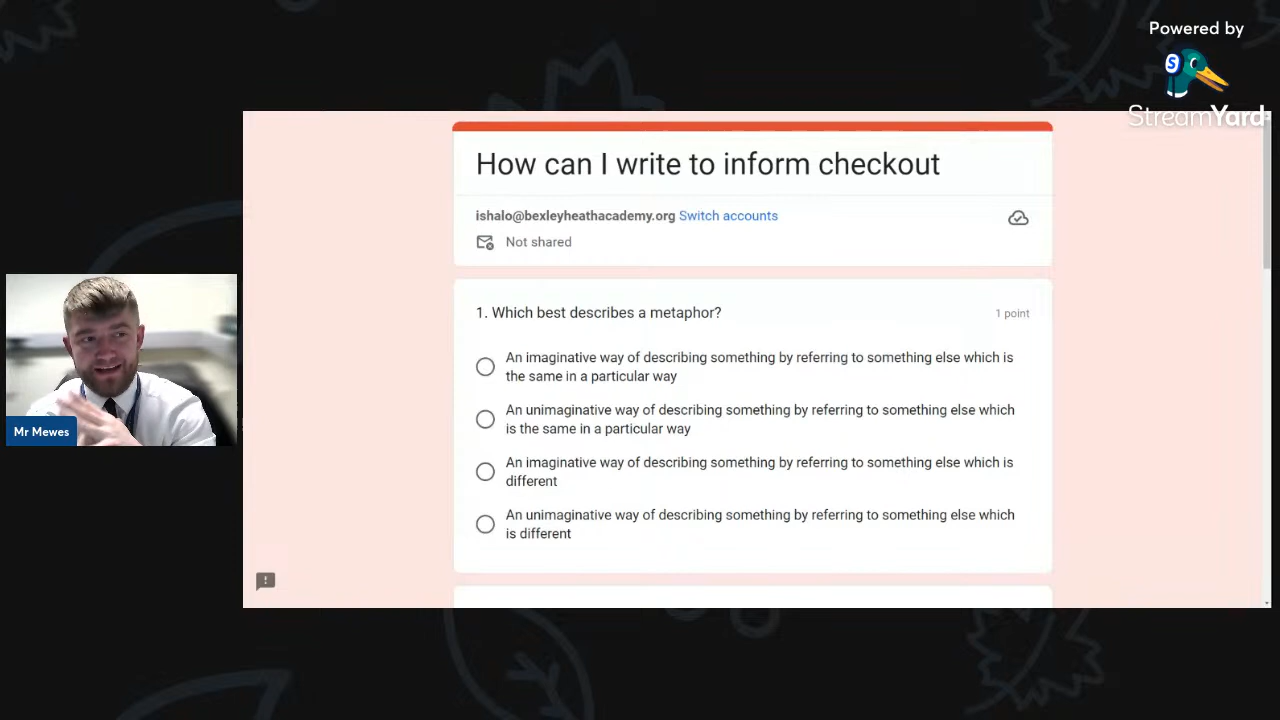 Powered by
S
StreamYard
How can I write to inform checkout
ishalo@bexleyheathacademy.org Switch accounts
Not shared
1. Which best describes a metaphor?
1 point
An imaginative way of describing something by referring to something else which is
the same in a particular way
An unimaginative way of describing something by referring to something else which
is the same in a particular way
An imaginative way of describing something by referring to something else which is
different
An unimaginative way of describing something by referring to something else which
is different
Mr Mewes
!